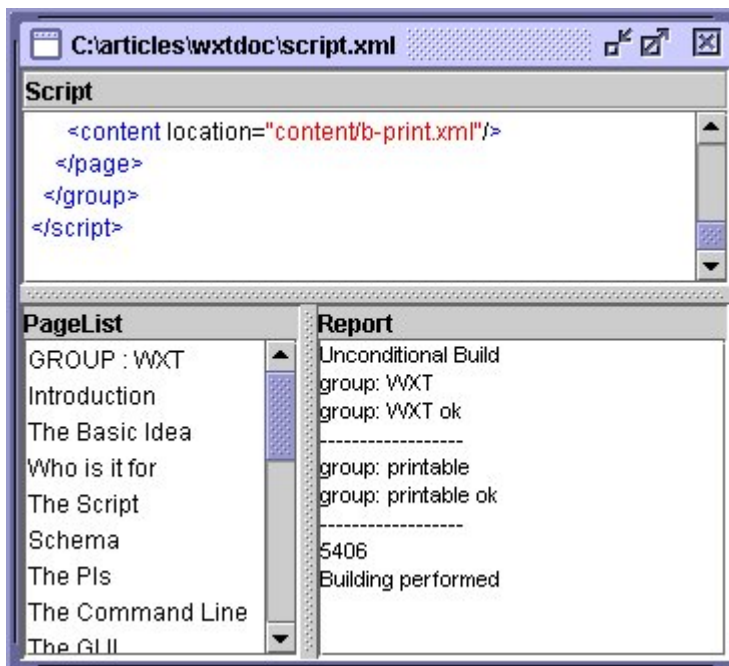 C:\articles\wxtdoc\script.xml
Script
<content location="content/b-print.xml"/>
</page>
</group>
</script>
PageList
GROUP : WXT
Introduction
The Basic Idea
Who is it for
The Script
Schema
The PIs
The Command Line
The GUI
Report
Unconditional Build
group: WXT
group: WXT ok
------------------
group: printable
group: printable ok
------------------
5406
Building performed